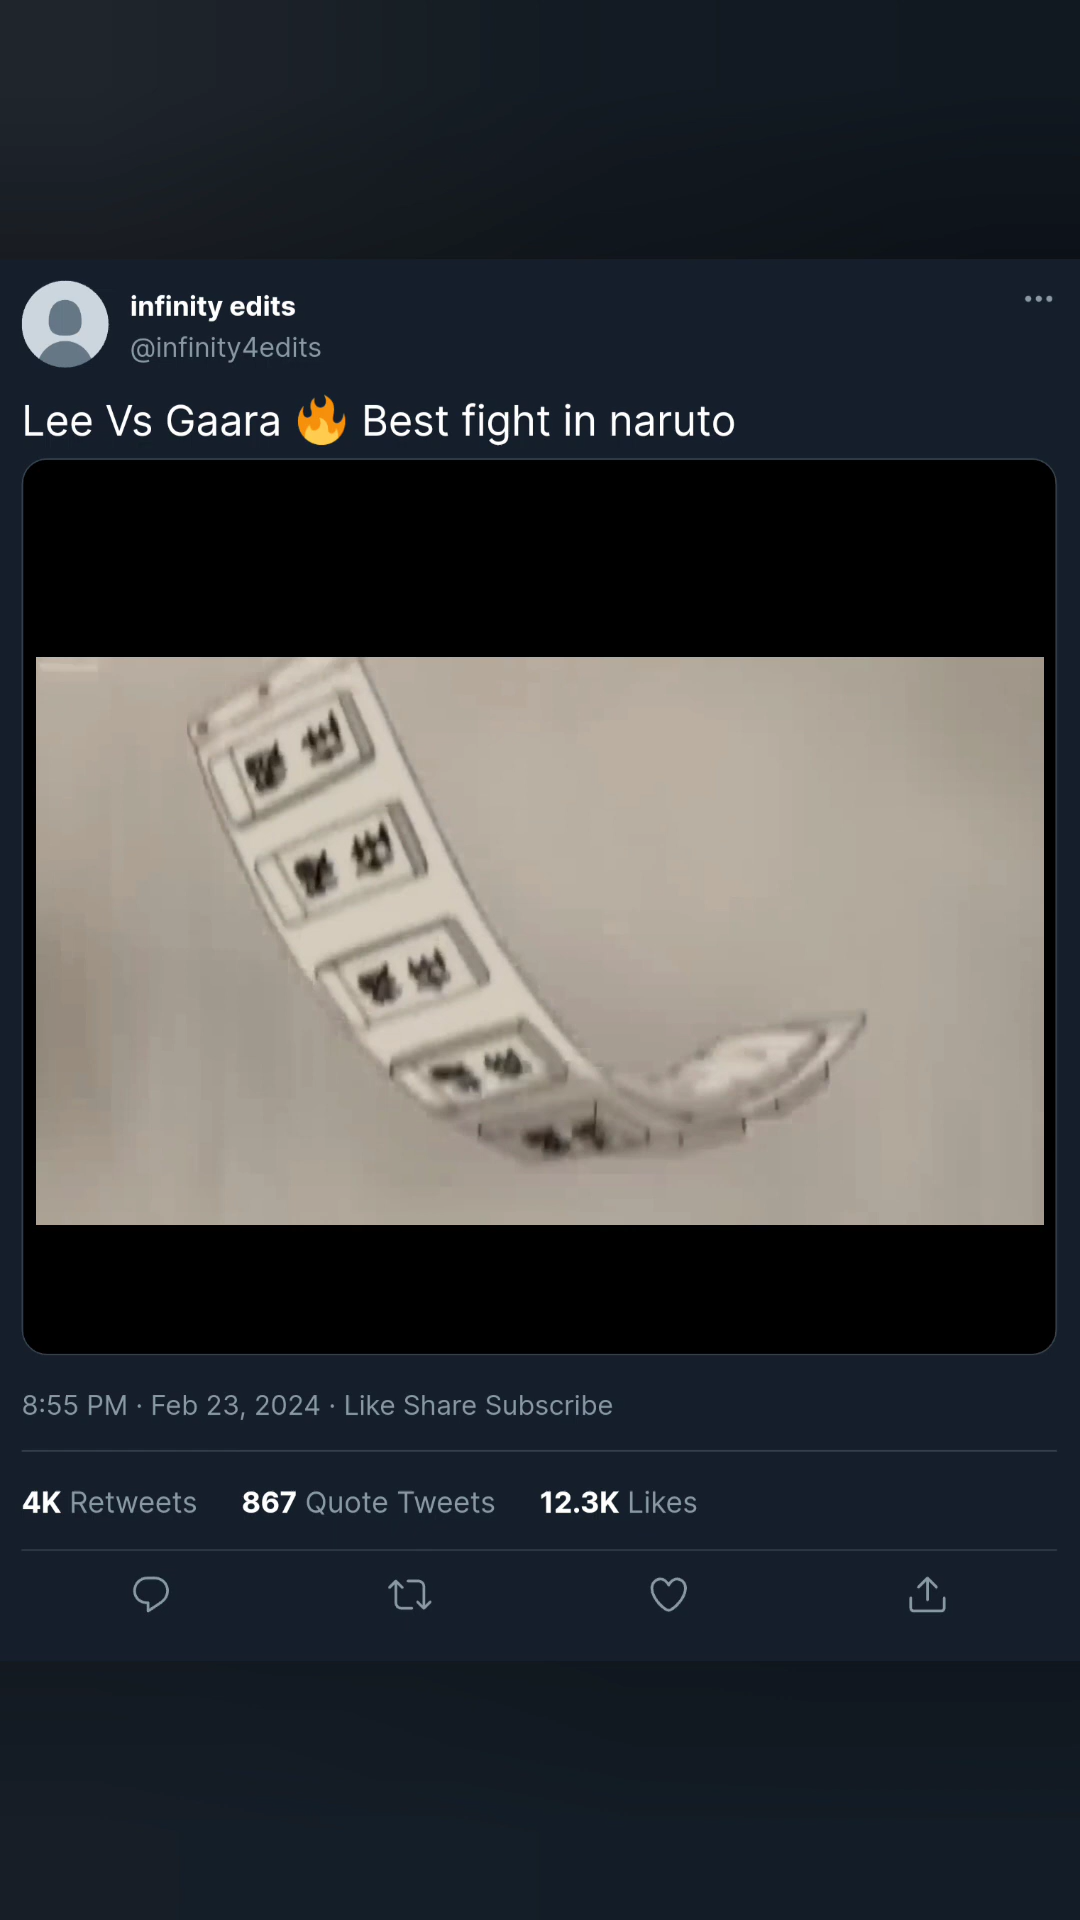 infinity edits
@infinity4edits
Lee Vs Gaara 🔥 Best fight in naruto
8:55 PM · Feb 23, 2024 · Like Share Subscribe
4K Retweets 867 Quote Tweets 12.3K Likes